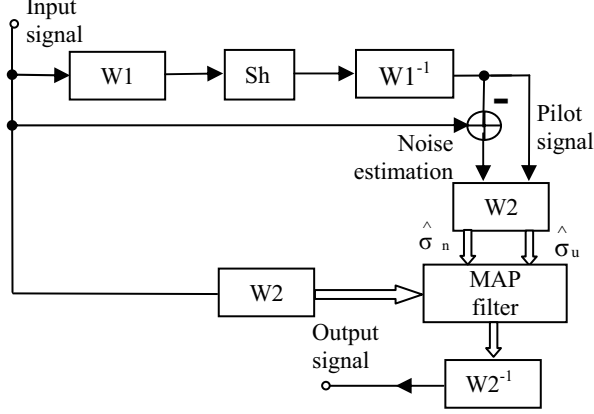 Input
signal
W1
Sh
W1⁻¹
Pilot
signal
Noise
estimation
W2
σ̂ n
σ̂ u
W2
MAP
filter
Output
signal
W2⁻¹